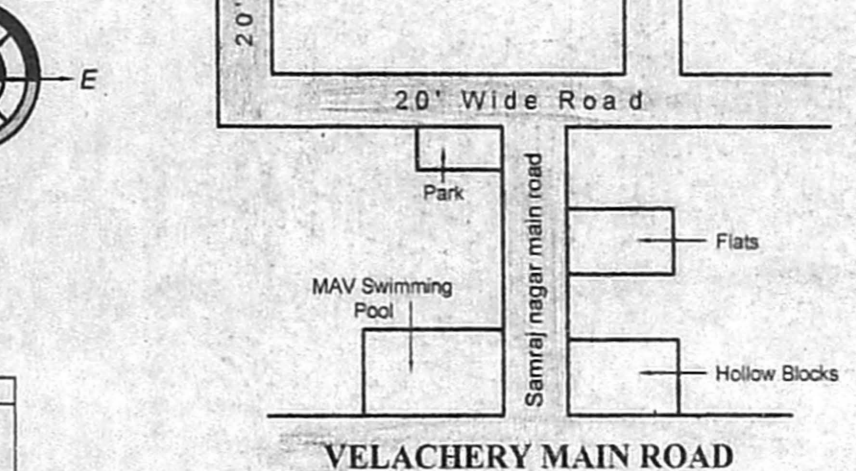 20'
E
20' Wide Road
Park
Samraj nagar main road
Flats
MAV Swimming
Pool
Hollow Blocks
VELACHERY MAIN ROAD